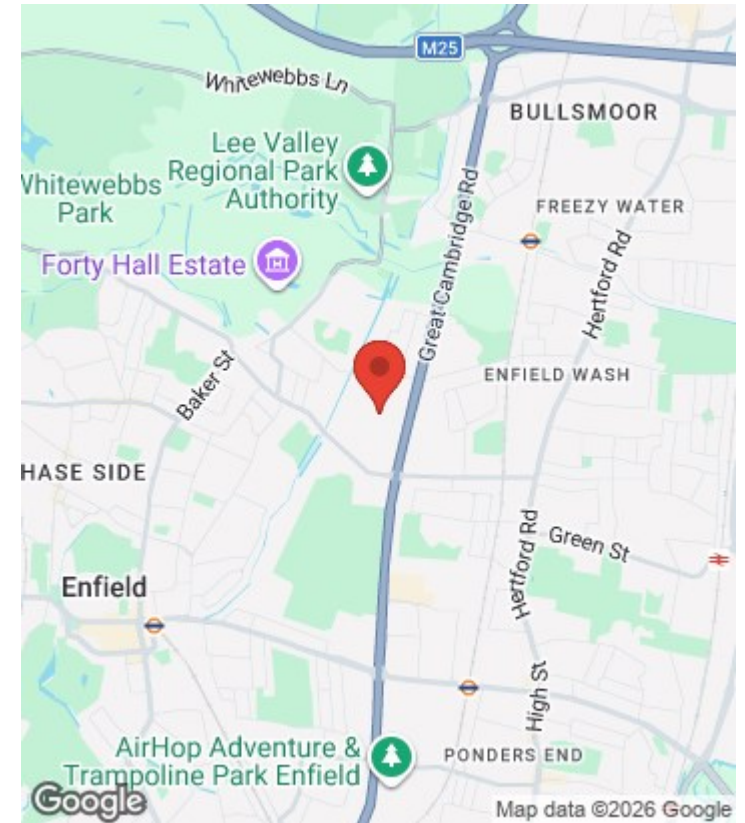 M25
Whitewebbs Ln
BULLSMOOR
Lee Valley
Regional Park
Authority
Whitewebbs
Park
FREEZY WATER
Forty Hall Estate
Great Cambridge Rd
Hertford Rd
Baker St
ENFIELD WASH
HASE SIDE
Hertford Rd
Green St
Enfield
High St
AirHop Adventure &
Trampoline Park Enfield
PONDERS END
Google
Map data ©2026 Google